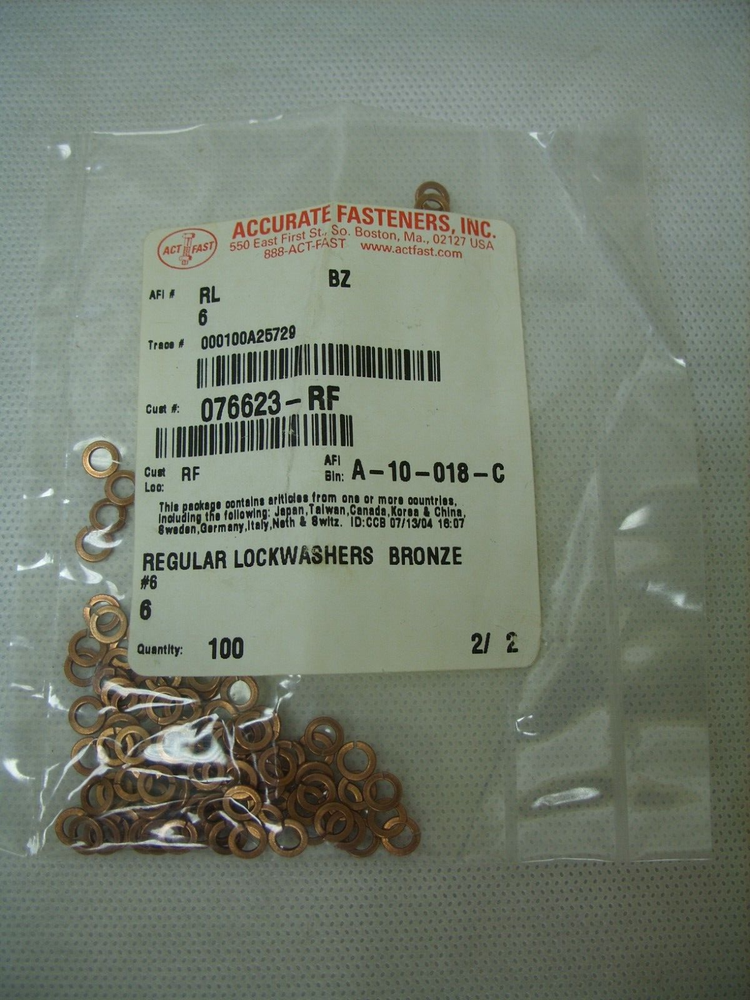 ACT FAST
ACCURATE FASTENERS, INC.
550 East First St., So. Boston, Ma., 02127 USA
888-ACT-FAST www.actfast.com
BZ
AFI # RL
6
Trace # 000100A25729
Cust #: 076623-RF
Cust Loc: RF
AFI Bin: A-10-018-C
This package contains articles from one or more countries,
including the following: Japan,Taiwan,Canada,Korea & China,
Sweden,Germany,Italy,Neth & Switz. ID:CCB 07/13/04 16:07
REGULAR LOCKWASHERS BRONZE
#6
6
Quantity: 100 2/ 2